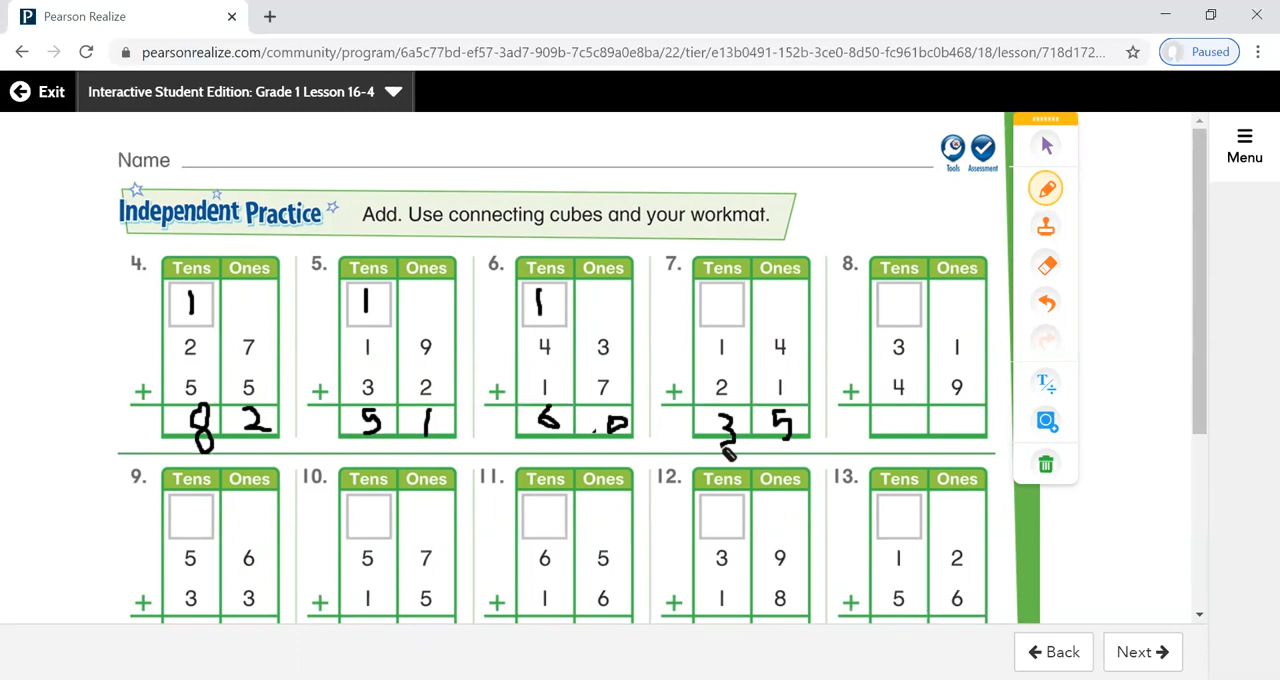 Pearson Realize
pearsonrealize.com/community/program/6a5c77bd-ef57-3ad7-909b-7c5c89a0e8ba/22/tier/e13b0491-152b-3ce0-8d50-fc961bc0b468/18/lesson/718d172...
Paused
Exit Interactive Student Edition: Grade 1 Lesson 16-4
Menu
Name
Tools Assessment
Independent Practice Add. Use connecting cubes and your workmat.
4. Tens Ones 5. Tens Ones 6. Tens Ones 7. Tens Ones 8. Tens Ones
1 1 1
2 7 1 9 4 3 1 4 3 1
+ 5 5 + 3 2 + 1 7 + 2 1 + 4 9
8 2 5 1 6 .0 3 5
9. Tens Ones 10. Tens Ones 11. Tens Ones 12. Tens Ones 13. Tens Ones
5 6 5 7 6 5 3 9 1 2
+ 3 3 + 1 5 + 1 6 + 1 8 + 5 6
Back Next